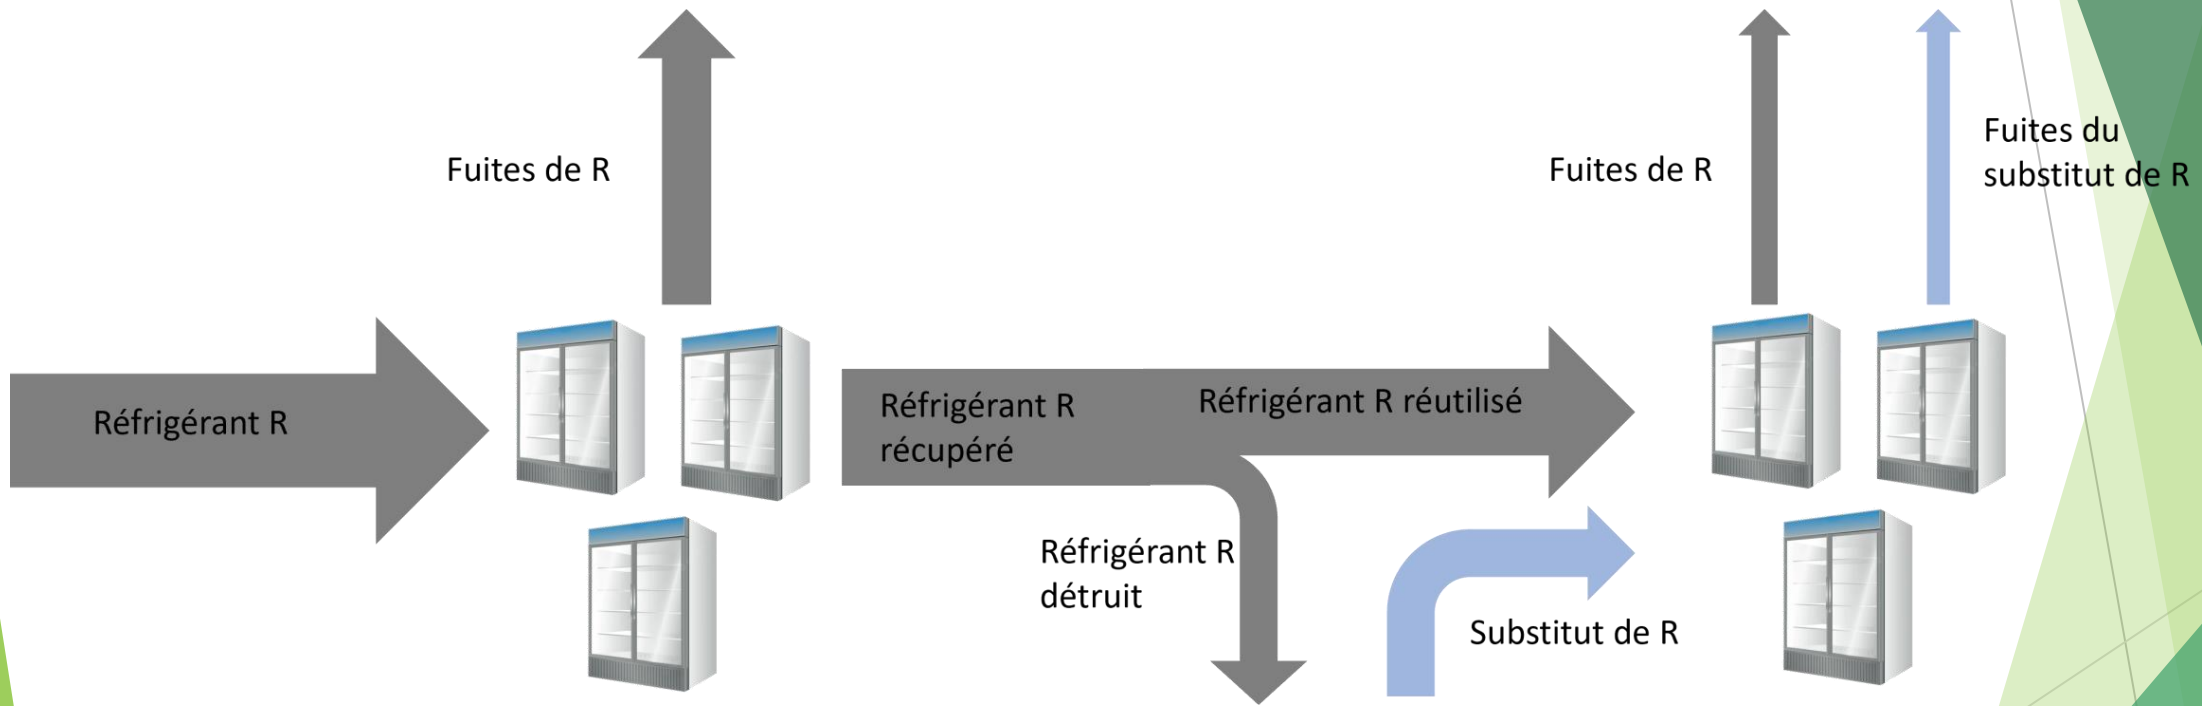 Fuites de R
Réfrigérant R
Réfrigérant R
récupéré
Réfrigérant R réutilisé
Réfrigérant R
détruit
Substitut de R
Fuites de R
Fuites du
substitut de R